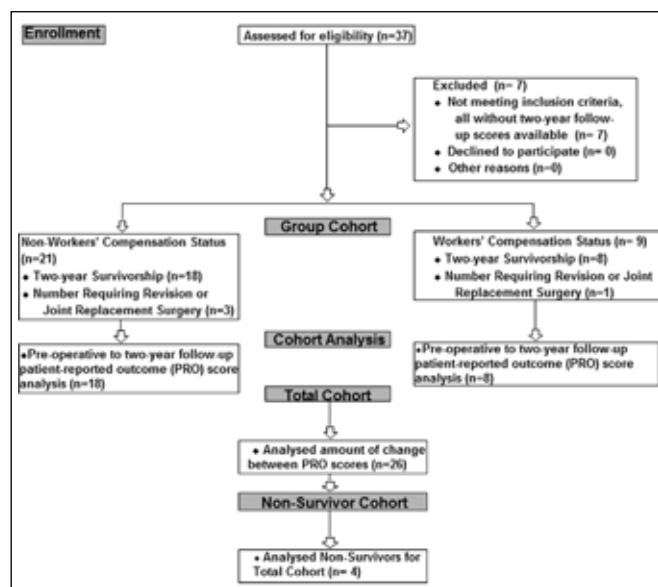 Enrollment
Assessed for eligibility (n=37)
Excluded (n= 7)
♦ Not meeting inclusion criteria,
all without two-year follow-
up scores available (n= 7)
♦ Declined to participate (n= 0)
♦ Other reasons (n=0)
Group Cohort
Non-Workers' Compensation Status
(n=21)
♦ Two-year Survivorship (n=18)
♦ Number Requiring Revision or
Joint Replacement Surgery (n=3)
Workers' Compensation Status (n= 9)
♦ Two-year Survivorship (n=8)
♦ Number Requiring Revision or Joint
Replacement Surgery (n=1)
Cohort Analysis
♦Pre-operative to two-year follow-up
patient-reported outcome (PRO) score
analysis (n=18)
♦Pre-operative to two-year follow-up
patient-reported outcome (PRO) score
analysis (n=8)
Total Cohort
♦ Analysed amount of change
between PRO scores (n=26)
Non-Survivor Cohort
♦ Analysed Non-Survivors for
Total Cohort (n= 4)